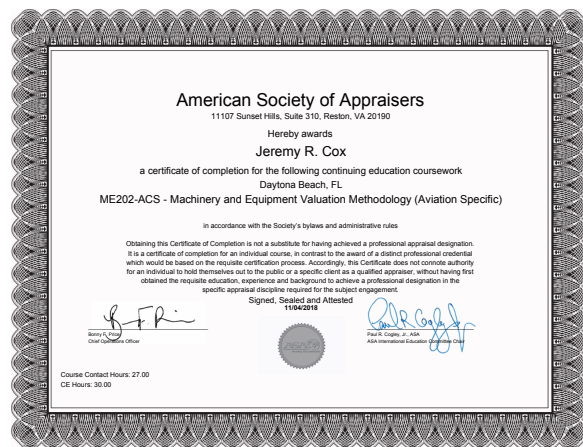 American Society of Appraisers
11107 Sunset Hills, Suite 310, Reston, VA 20190
Hereby awards
Jeremy R. Cox
a certificate of completion for the following continuing education coursework
Daytona Beach, FL
ME202-ACS - Machinery and Equipment Valuation Methodology (Aviation Specific)
in accordance with the Society's bylaws and administrative rules
Obtaining this Certificate of Completion is not a substitute for having achieved a professional appraisal designation.
It is a certificate of completion for an individual course, in contrast to the award of a distinct professional credential
which would be based on the requisite certification process. Accordingly, this Certificate does not connote authority
for an individual to hold themselves out to the public or a specific client as a qualified appraiser, without having first
obtained the requisite education, experience and background to achieve a professional designation in the
specific appraisal discipline required for the subject engagement.
Signed, Sealed and Attested
11/04/2018
Bonny F. Price
Chief Operations Officer
Paul R. Cogley, Jr., ASA
ASA International Education Committee Chair
Course Contact Hours: 27.00
CE Hours: 30.00